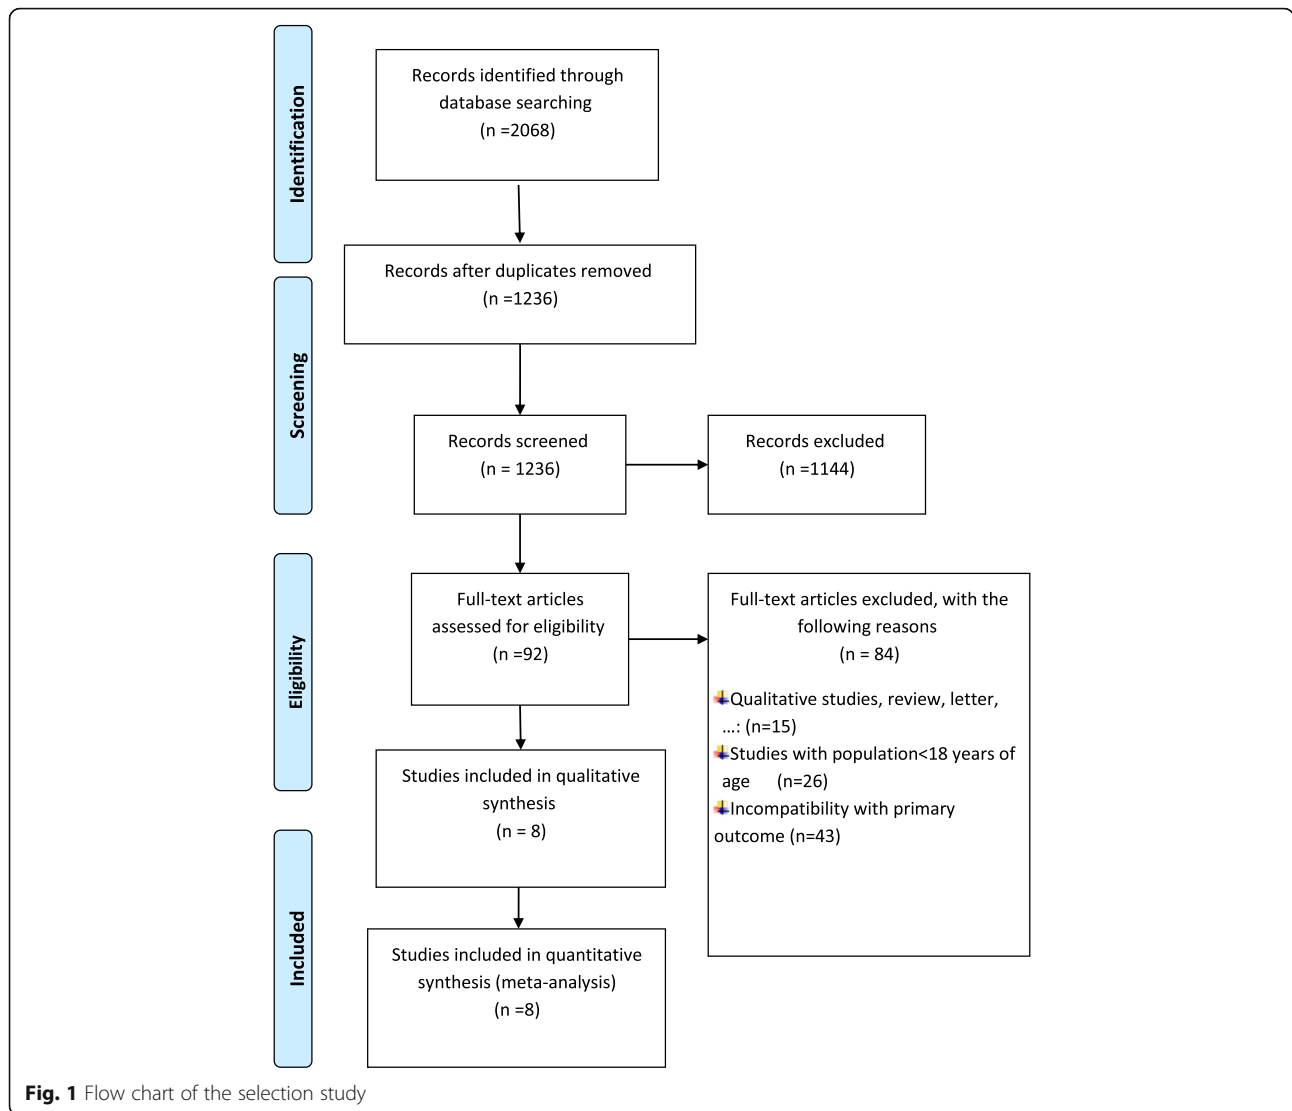 Identification
Records identified through
database searching
(n =2068)
Records after duplicates removed
(n =1236)
Screening
Records screened
(n = 1236)
Records excluded
(n =1144)
Eligibility
Full-text articles
assessed for eligibility
(n =92)
Full-text articles excluded, with the
following reasons
(n = 84)
Qualitative studies, review, letter,
…: (n=15)
Studies with population<18 years of
age (n=26)
Incompatibility with primary
outcome (n=43)
Studies included in qualitative
synthesis
(n = 8)
Included
Studies included in quantitative
synthesis (meta-analysis)
(n =8)
Fig. 1 Flow chart of the selection study